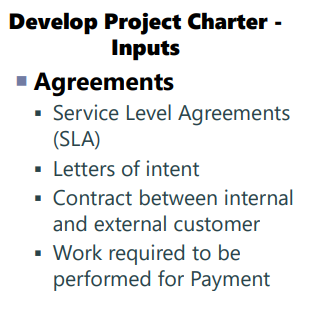 Develop Project Charter -
Inputs
Agreements
Service Level Agreements
(SLA)
Letters of intent
Contract between internal
and external customer
Work required to be
performed for Payment